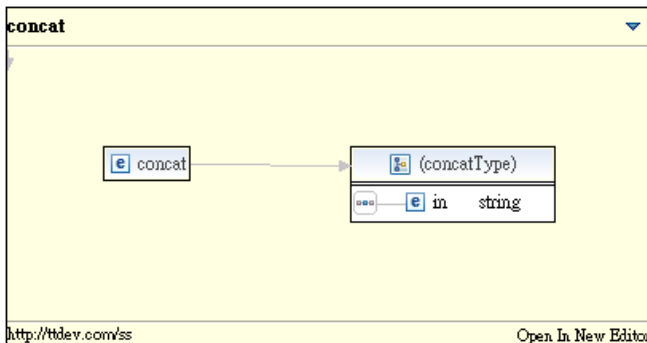 concat
e concat
(concatType)
e in string
http://ttdev.com/ss
Open In New Editor